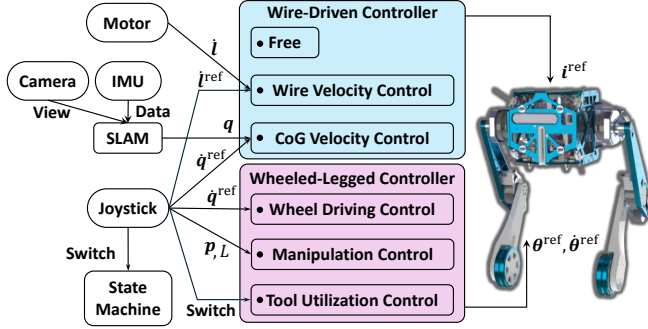 Motor
Wire-Driven Controller
• Free
l̇
l̇ ref
i ref
Camera
IMU
View
Data
• Wire Velocity Control
SLAM
q
• CoG Velocity Control
q̇ ref
Wheeled-Legged Controller
q̇ ref
Joystick
• Wheel Driving Control
p, L
• Manipulation Control
θ ref, θ̇ ref
Switch
State
Machine
Switch
• Tool Utilization Control